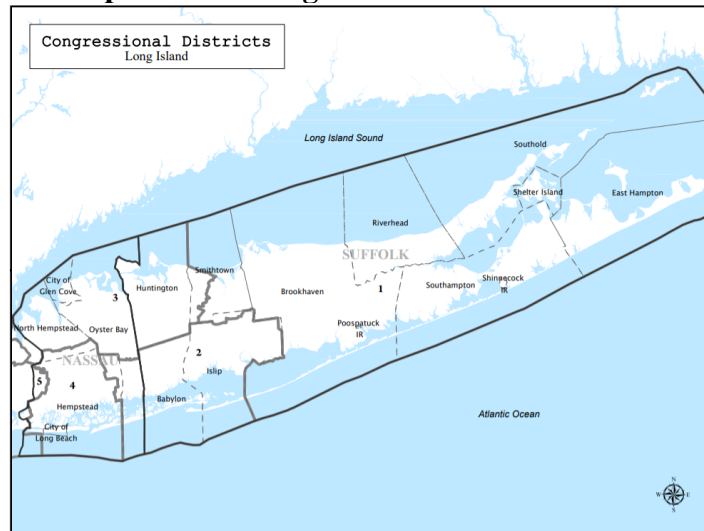 Congressional Districts
Long Island
Long Island Sound
Southold
Shelter Island
East Hampton
Riverhead
SUFFOLK
Smithtown
City of
Glen Cove
3
Huntington
Brookhaven
1
Southampton
Shinnecock
IR
North Hempstead
Oyster Bay
Poospatuck
IR
NASSAU
2
Islip
5
4
Hempstead
Babylon
Atlantic Ocean
City of
Long Beach
N
W
E
S